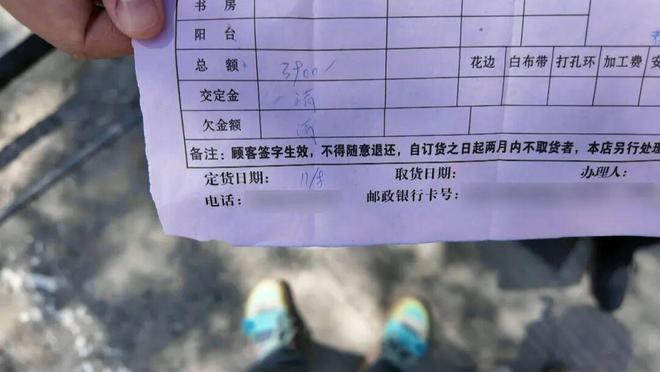 书 房
阳 台
总 额 3900 花边 白布带 打孔环 加工费 安
交定金 清
欠金额
备注：顾客签字生效，不得随意退还，自订货之日起两月内不取货者，本店另行处理
定货日期： 取货日期： 办理人：
电话： 邮政银行卡号：